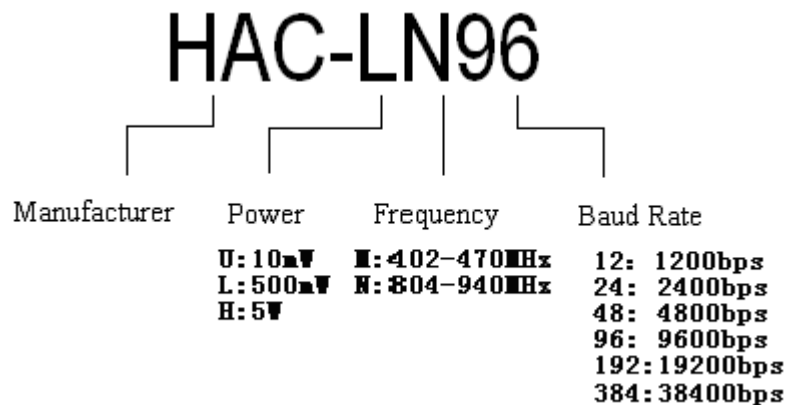 HAC-LN96
Manufacturer Power Frequency Baud Rate
U:10mW M:402-470MHz 12: 1200bps
L:500mW N:804-940MHz 24: 2400bps
H:5W 48: 4800bps
96: 9600bps
192:19200bps
384:38400bps